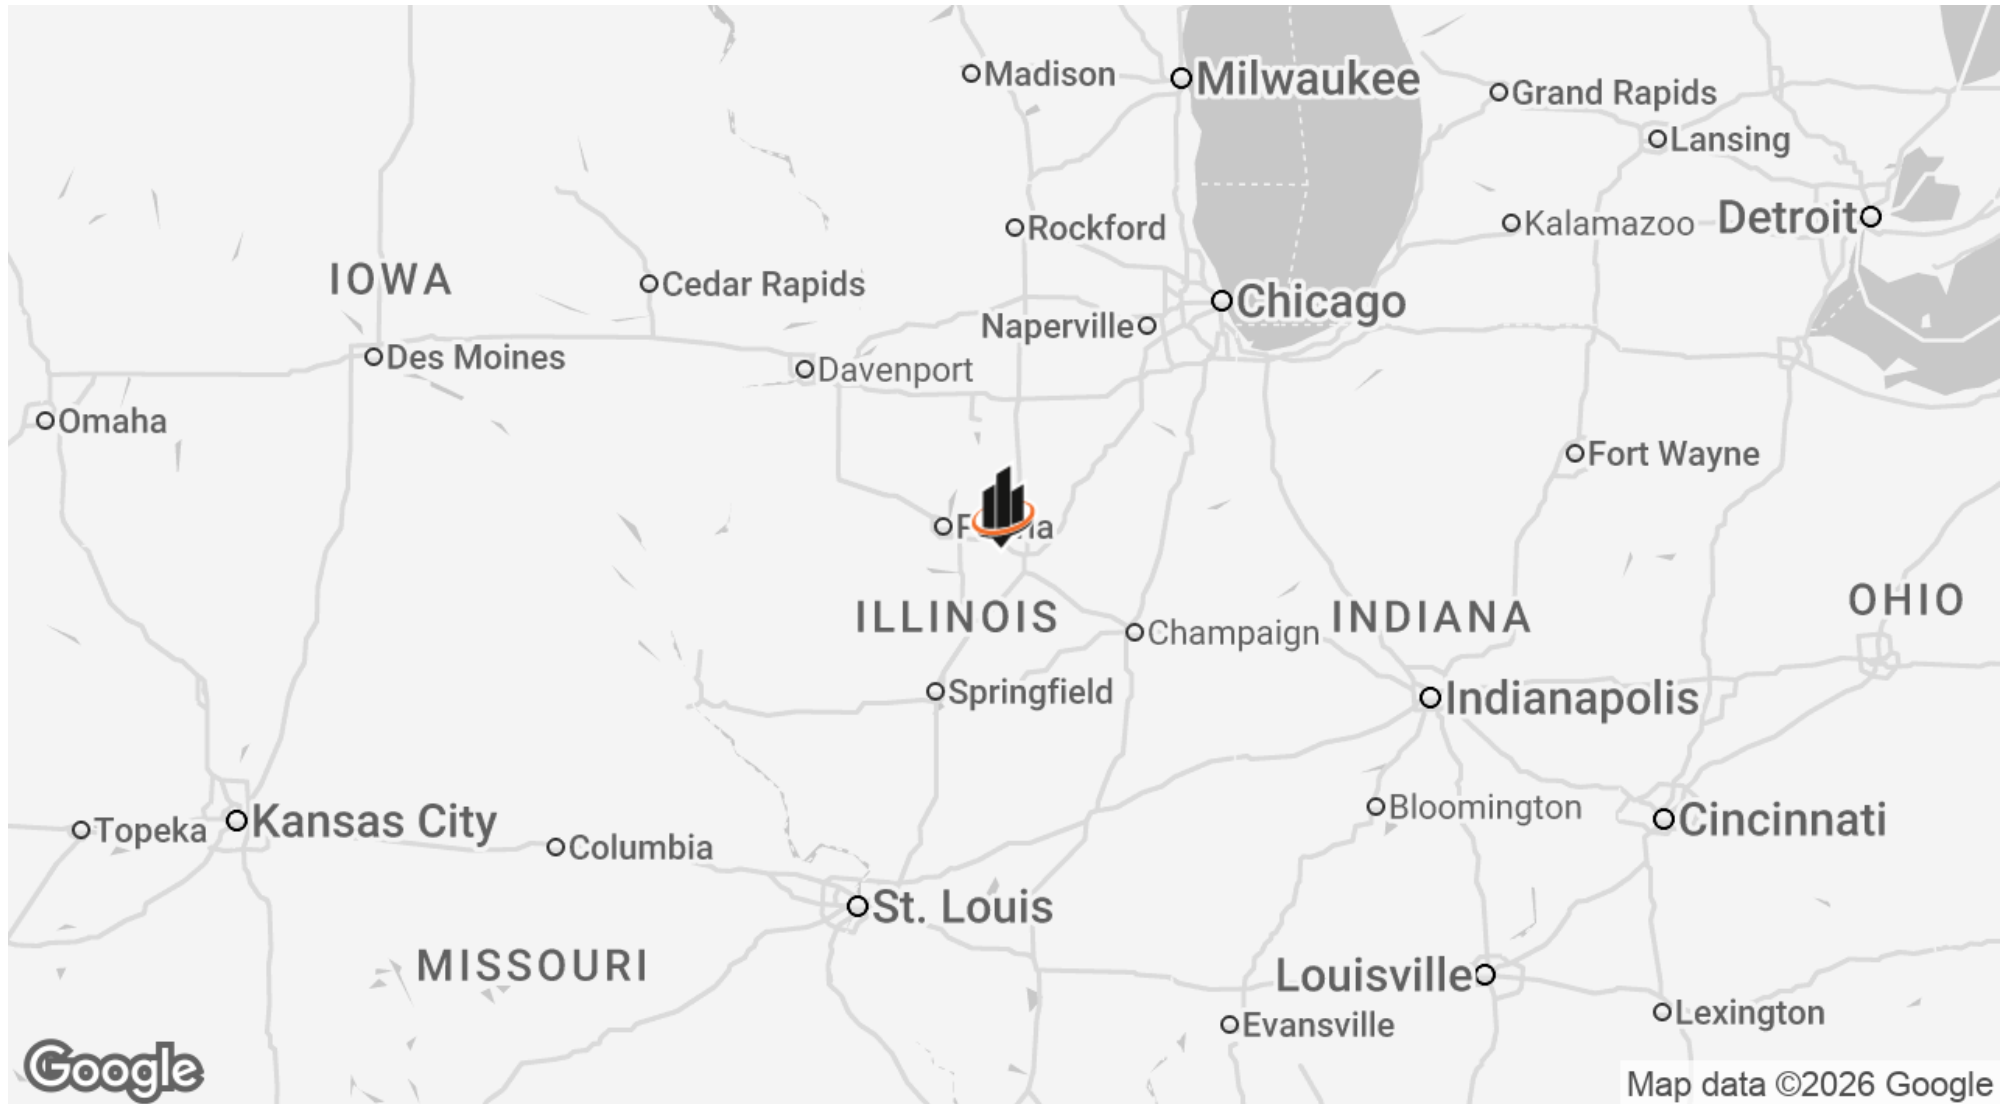 Madison
Milwaukee
Grand Rapids
Lansing
Rockford
Kalamazoo
Detroit
IOWA
Cedar Rapids
Chicago
Naperville
Des Moines
Davenport
Omaha
Fort Wayne
ILLINOIS
INDIANA
OHIO
Champaign
Springfield
Indianapolis
Topeka
Kansas City
Columbia
Bloomington
Cincinnati
St. Louis
MISSOURI
Louisville
Evansville
Lexington
Google
Map data ©2026 Google